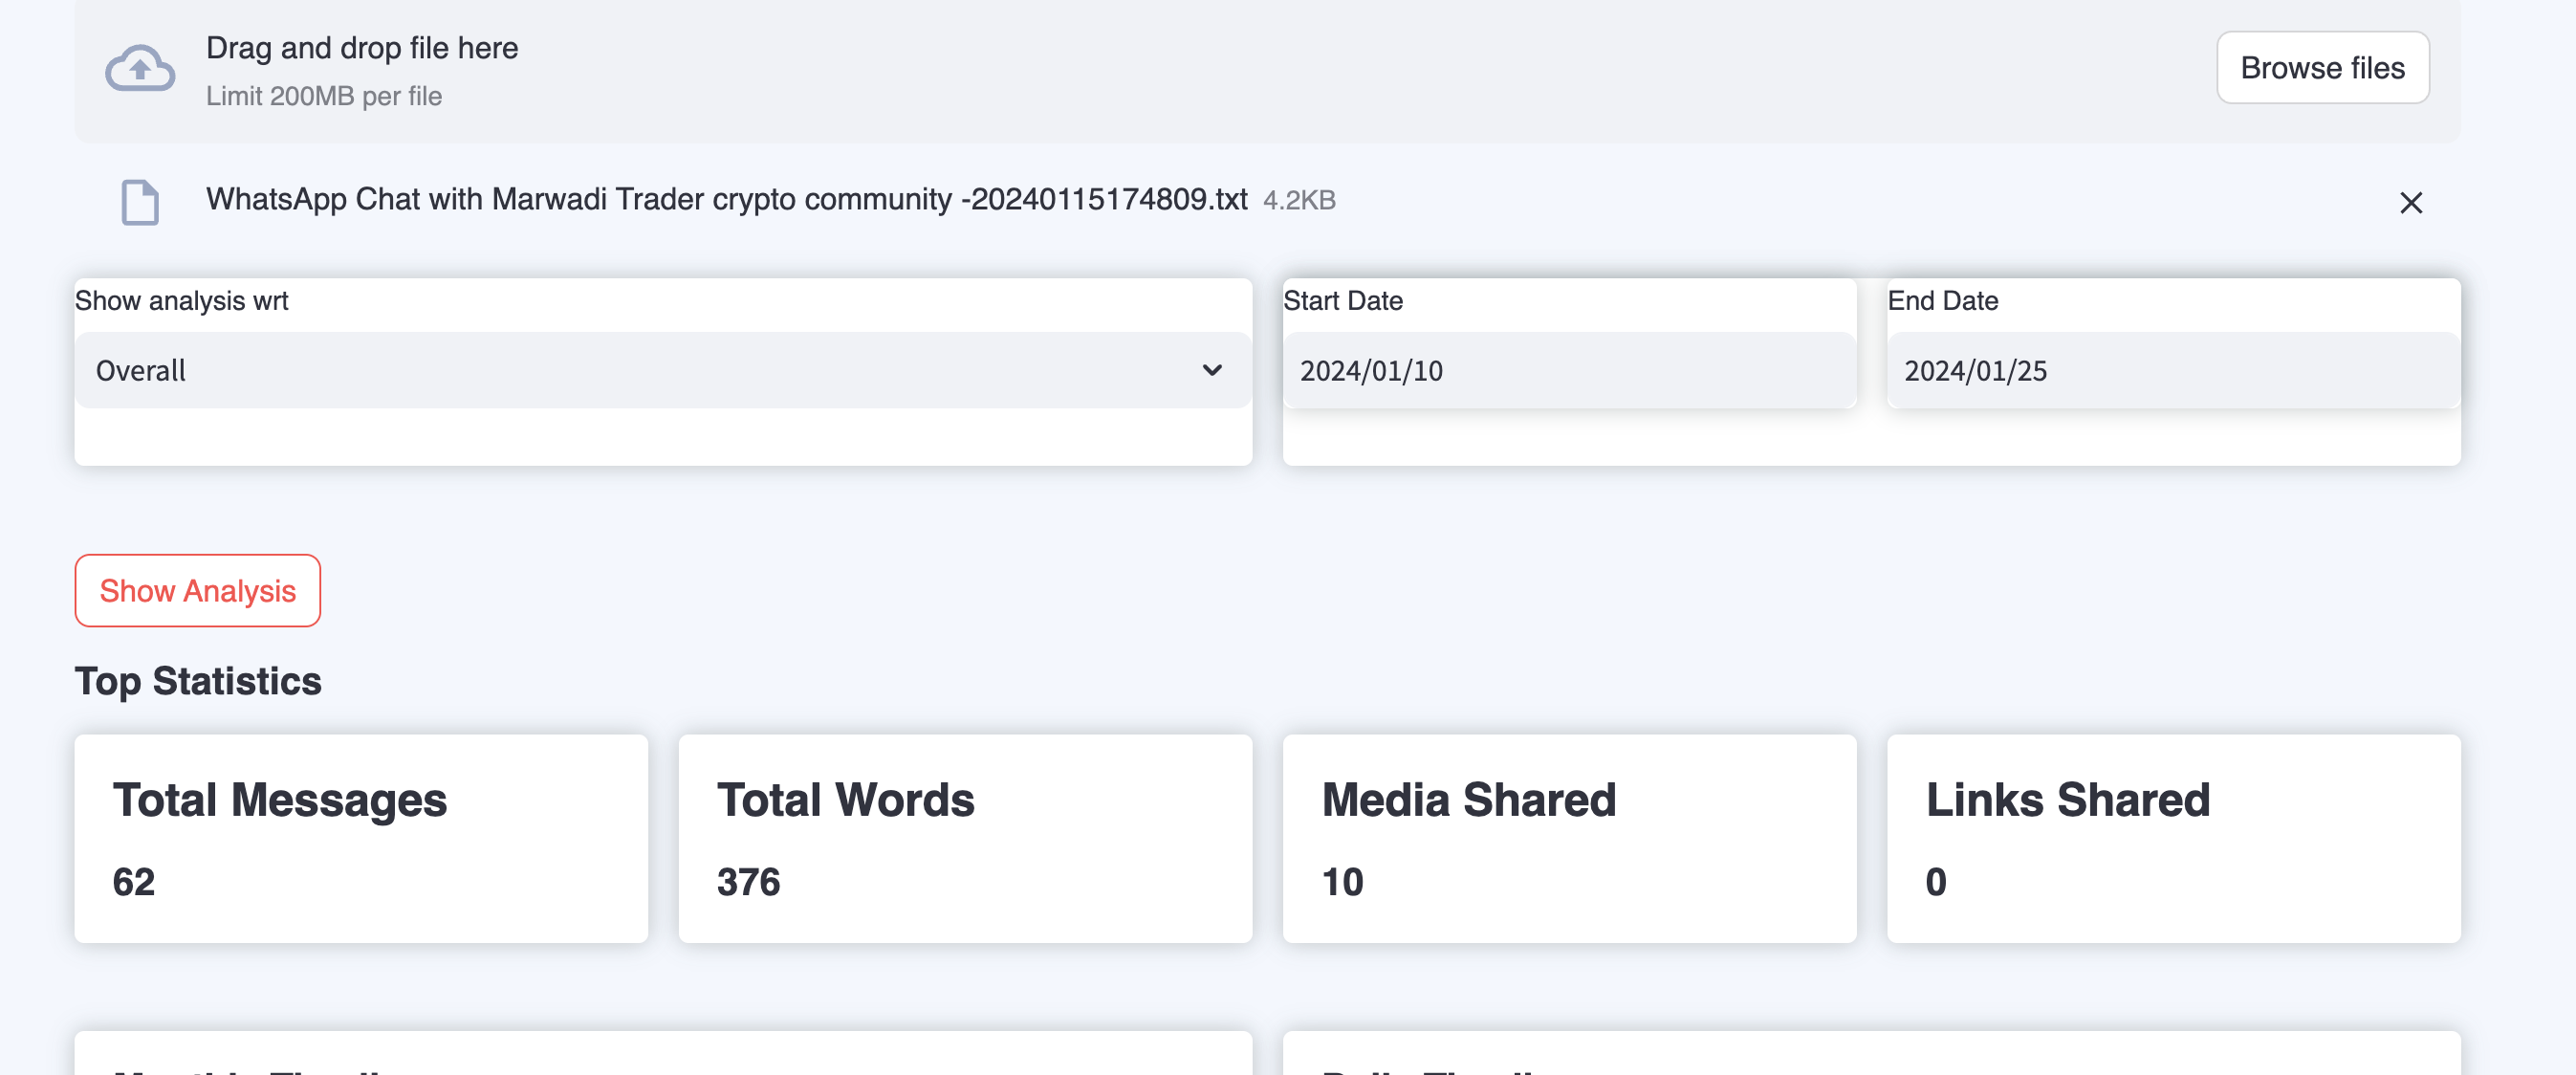 Drag and drop file here
Limit 200MB per file
Browse files
WhatsApp Chat with Marwadi Trader crypto community -20240115174809.txt 4.2KB
Show analysis wrt
Overall
Start Date
2024/01/10
End Date
2024/01/25
Show Analysis
Top Statistics
Total Messages
62
Total Words
376
Media Shared
10
Links Shared
0